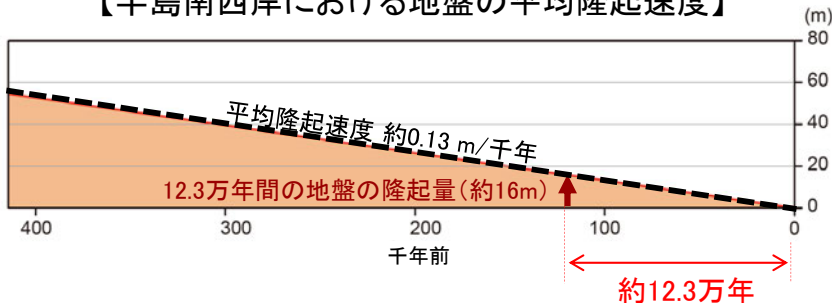 【半島南西岸における地盤の平均隆起速度】
(m)
80
60
40
20
0
平均隆起速度 約0.13 m/千年
12.3万年間の地盤の隆起量(約16m)
400
300
200
100
0
千年前
約12.3万年